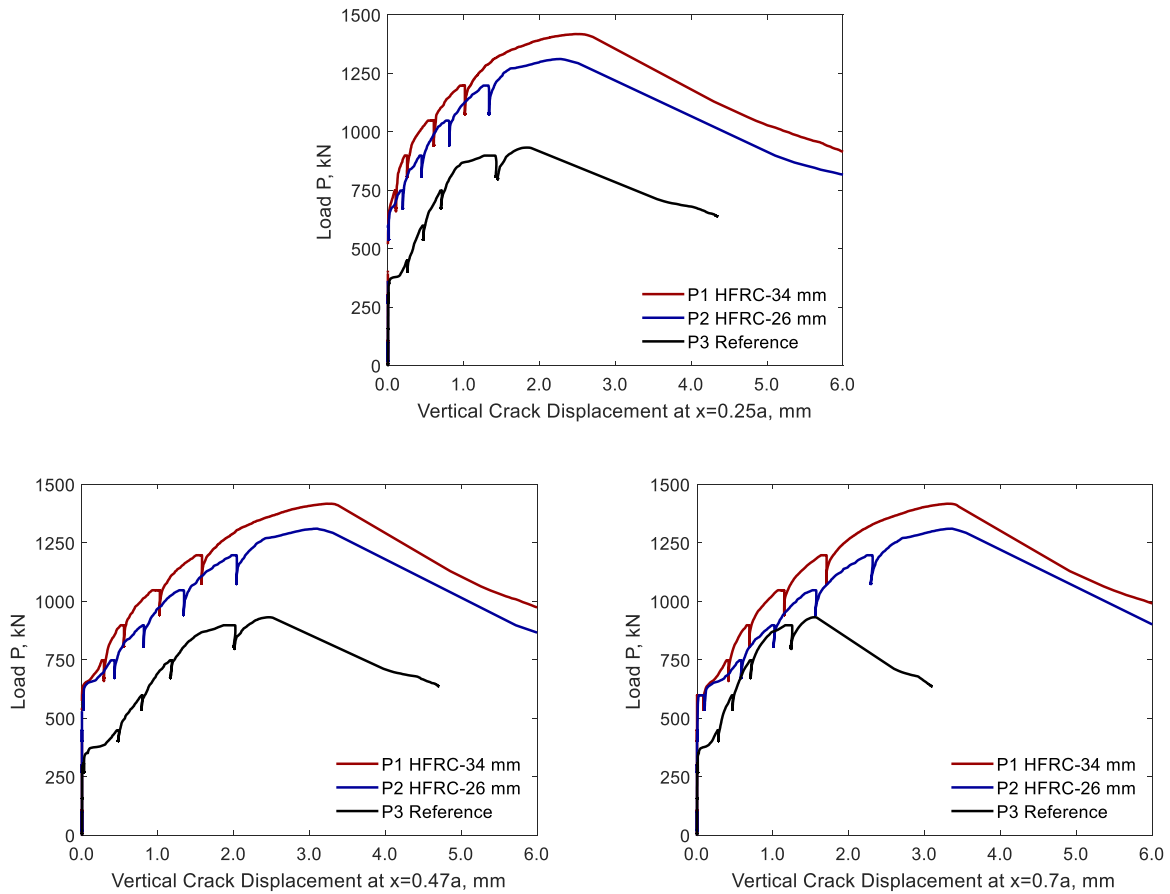 1500
1250
1000
750
500
250
0
Load P, kN
P1 HFRC-34 mm
P2 HFRC-26 mm
P3 Reference
0.0 1.0 2.0 3.0 4.0 5.0 6.0
Vertical Crack Displacement at x=0.25a, mm
1500
1250
1000
750
500
250
0
Load P, kN
P1 HFRC-34 mm
P2 HFRC-26 mm
P3 Reference
0.0 1.0 2.0 3.0 4.0 5.0 6.0
Vertical Crack Displacement at x=0.47a, mm
1500
1250
1000
750
500
250
0
Load P, kN
P1 HFRC-34 mm
P2 HFRC-26 mm
P3 Reference
0.0 1.0 2.0 3.0 4.0 5.0 6.0
Vertical Crack Displacement at x=0.7a, mm